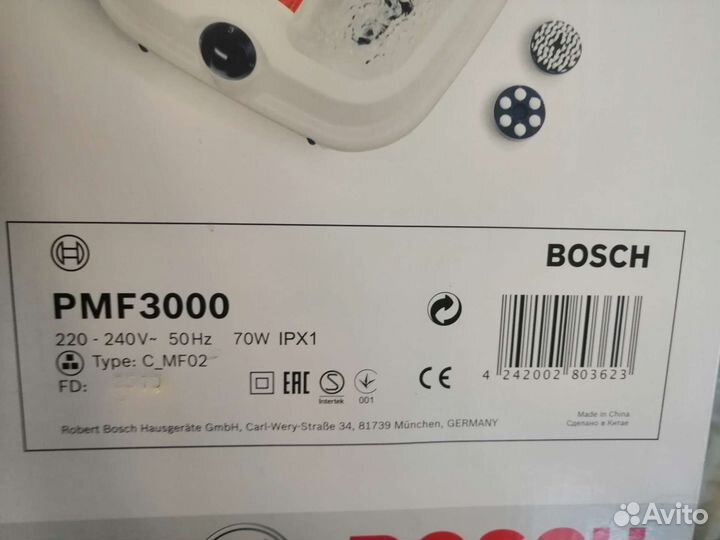 BOSCH
PMF3000
220 - 240V~ 50Hz 70W IPX1
Type: C_MF02
FD:
EAC
Intertek
001
CE
4 242002 803623
Made in China
Сделано в Китае
Robert Bosch Hausgeräte GmbH, Carl-Wery-Straße 34, 81739 München, GERMANY
BOSCH
Avito